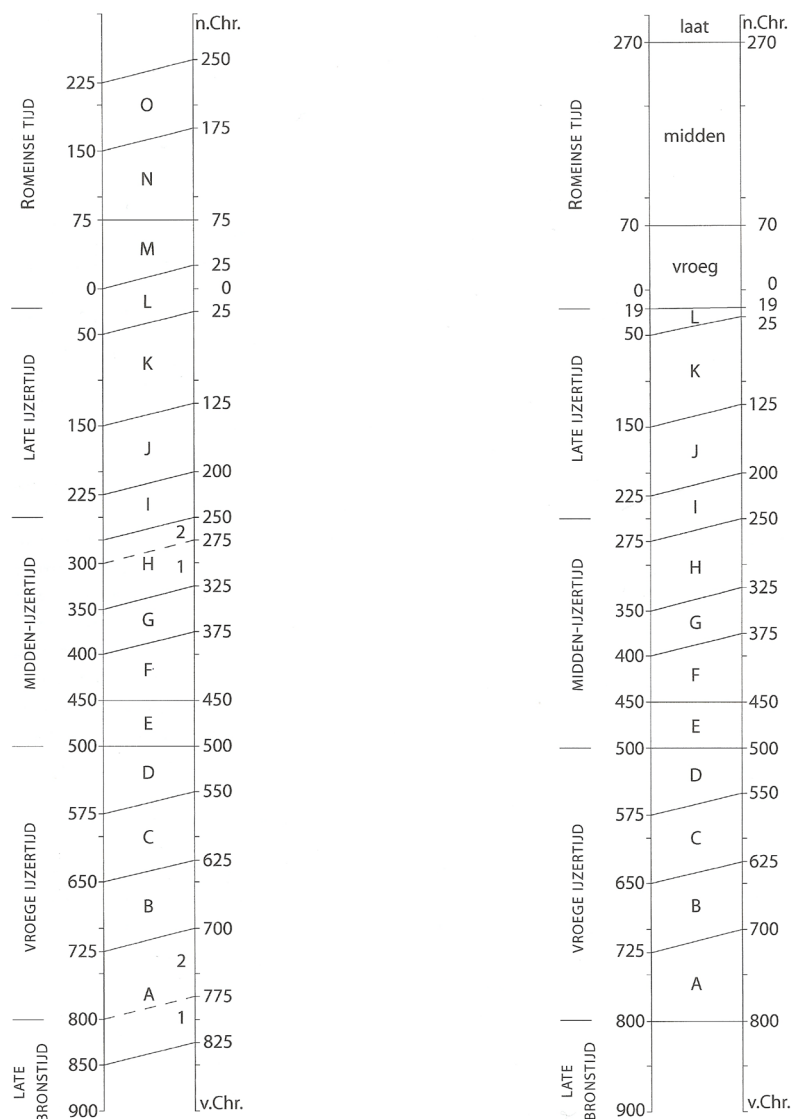 n.Chr.
250
225
O
175
150
N
75
75
M
25
0
0
L
25
50
K
125
150
J
200
225
I
250
2
275
300
H
1
325
350
G
375
400
F
450
450
E
500
500
D
550
575
C
625
650
B
700
725
2
A
775
800
1
825
850
900
v.Chr.
ROMEINSE TIJD
LATE IJZERTIJD
MIDDEN-IJZERTIJD
VROEGE IJZERTIJD
LATE
BRONSTIJD
laat
n.Chr.
270
270
midden
70
70
vroeg
0
0
19
19
L
25
50
K
125
150
J
200
225
I
250
275
H
325
350
G
375
400
F
450
450
E
500
500
D
550
575
C
625
650
B
700
725
A
800
800
900
v.Chr.
ROMEINSE TIJD
LATE IJZERTIJD
MIDDEN-IJZERTIJD
VROEGE IJZERTIJD
LATE
BRONSTIJD